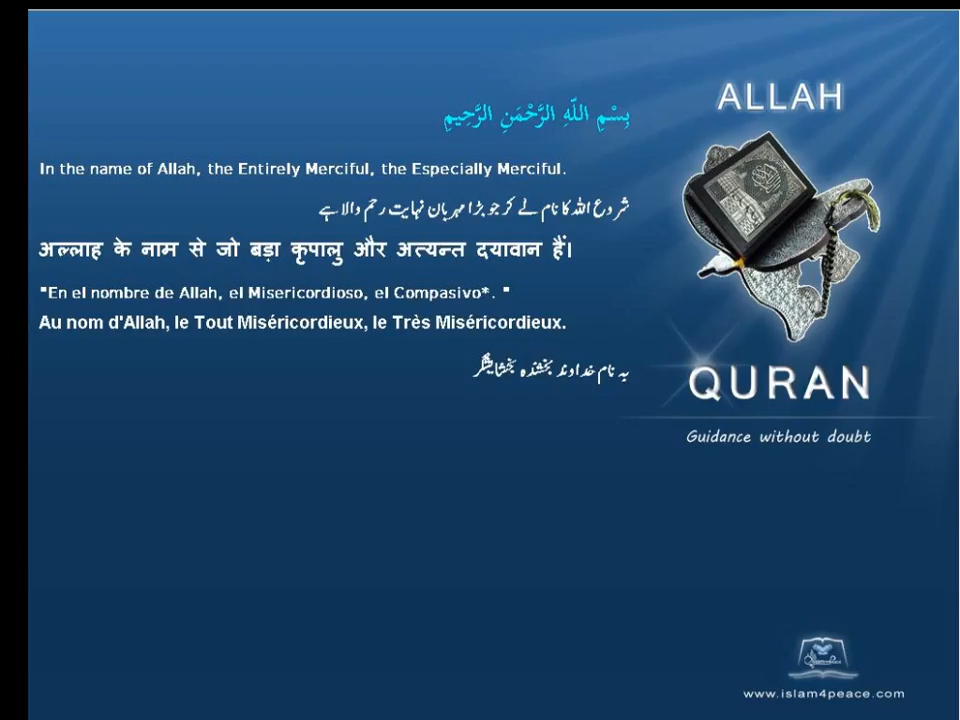 بِسْمِ اللَّهِ الرَّحْمَنِ الرَّحِيمِ
In the name of Allah, the Entirely Merciful, the Especially Merciful.
شروع الله کا نام لے کر جو بڑا مہربان نہایت رحم والا ہے
अल्लाह के नाम से जो बड़ा कृपालु और अत्यन्त दयावान हैं।
"En el nombre de Allah, el Misericordioso, el Compasivo*. "
Au nom d'Allah, le Tout Miséricordieux, le Très Miséricordieux.
به نام خداوند بخشنده بخشایشگر
ALLAH
QURAN
Guidance without doubt
www.islam4peace.com